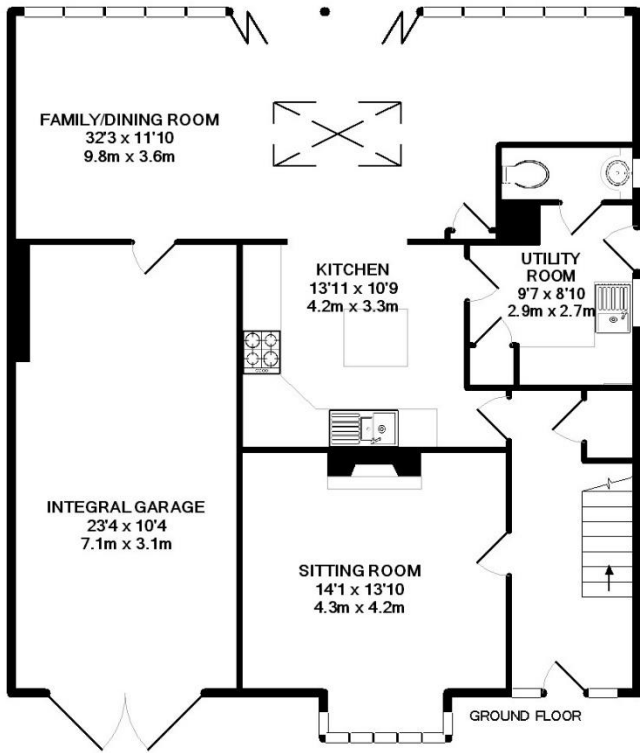 FAMILY/DINING ROOM
32'3 x 11'10
9.8m x 3.6m
KITCHEN
13'11 x 10'9
4.2m x 3.3m
UTILITY
ROOM
9'7 x 8'10
2.9m x 2.7m
INTEGRAL GARAGE
23'4 x 10'4
7.1m x 3.1m
SITTING ROOM
14'1 x 13'10
4.3m x 4.2m
GROUND FLOOR